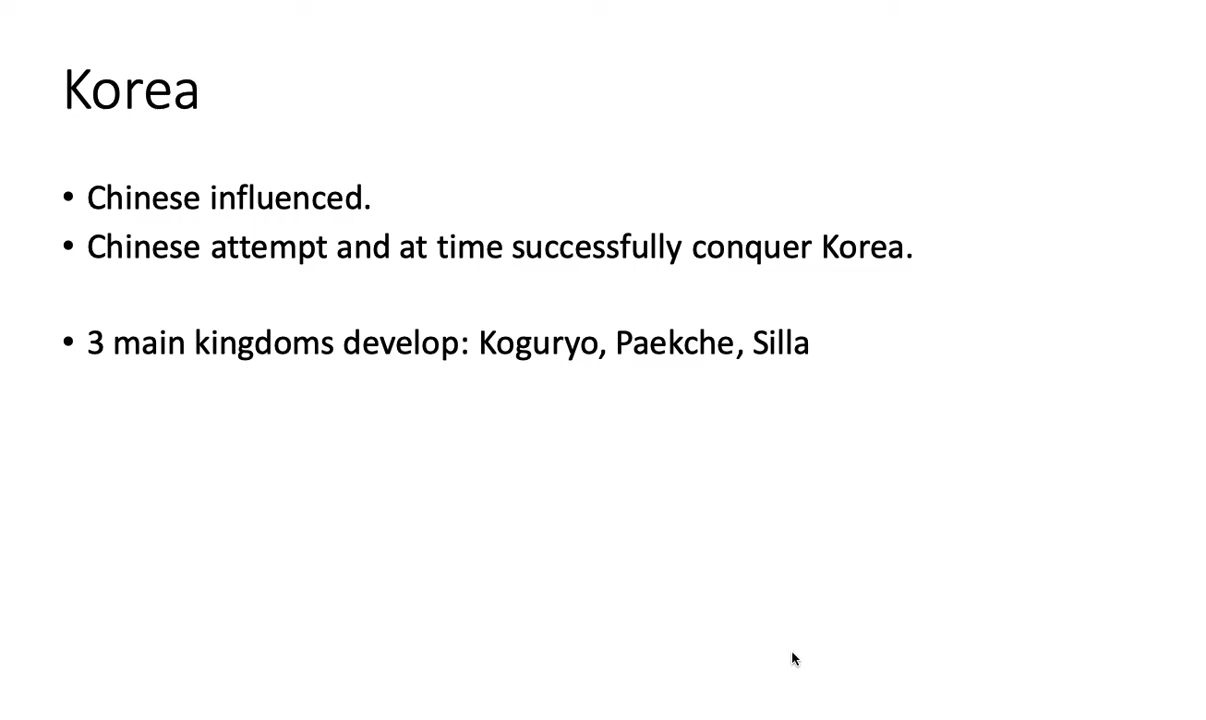 Korea
• Chinese influenced.
• Chinese attempt and at time successfully conquer Korea.
• 3 main kingdoms develop: Koguryo, Paekche, Silla